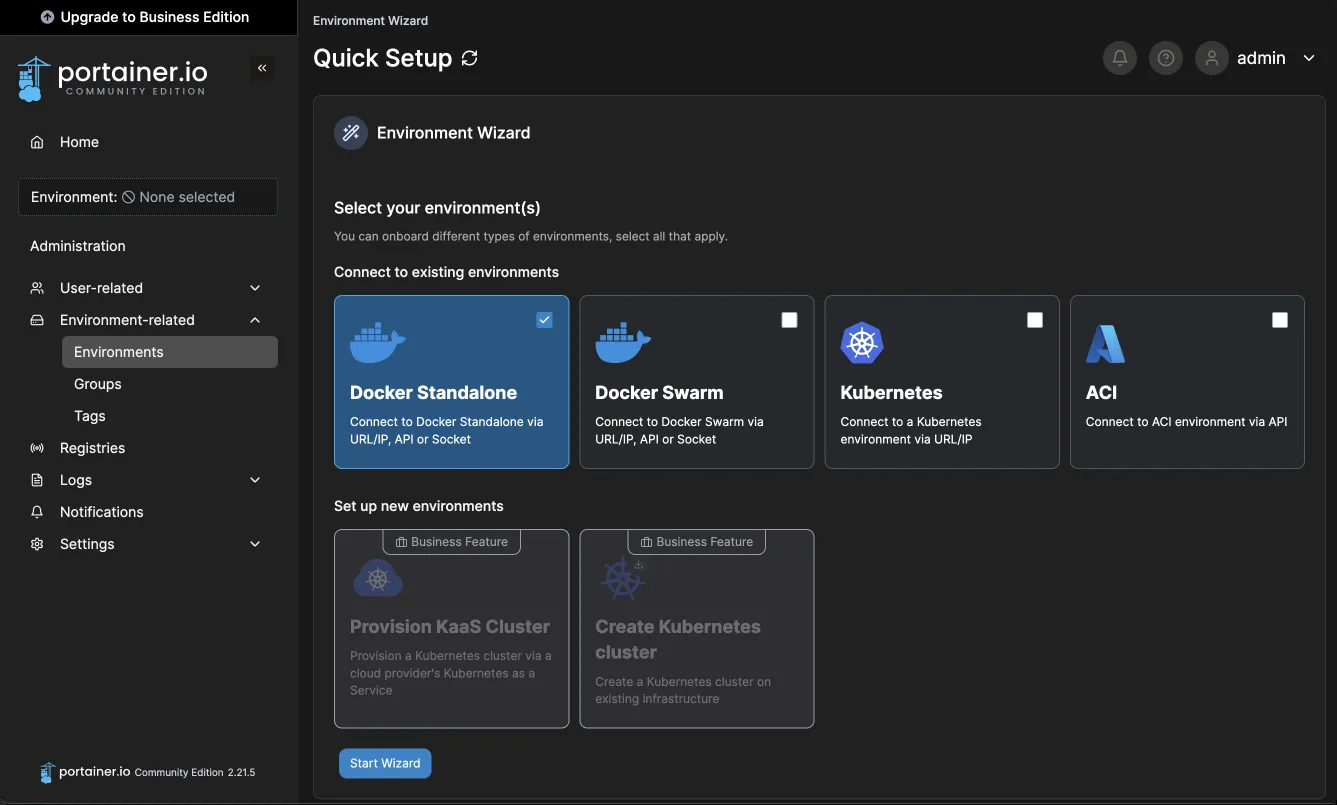 Upgrade to Business Edition
portainer.io
COMMUNITY EDITION
Home
Environment: None selected
Administration
User-related
Environment-related
Environments
Groups
Tags
Registries
Logs
Notifications
Settings
portainer.io Community Edition 2.21.5
Environment Wizard
Quick Setup
admin
Environment Wizard
Select your environment(s)
You can onboard different types of environments, select all that apply.
Connect to existing environments
Docker Standalone
Connect to Docker Standalone via
URL/IP, API or Socket
Docker Swarm
Connect to Docker Swarm via
URL/IP, API or Socket
Kubernetes
Connect to a Kubernetes
environment via URL/IP
ACI
Connect to ACI environment via API
Set up new environments
Business Feature
Provision KaaS Cluster
Provision a Kubernetes cluster via a
cloud provider's Kubernetes as a
Service
Business Feature
Create Kubernetes
cluster
Create a Kubernetes cluster on
existing infrastructure
Start Wizard